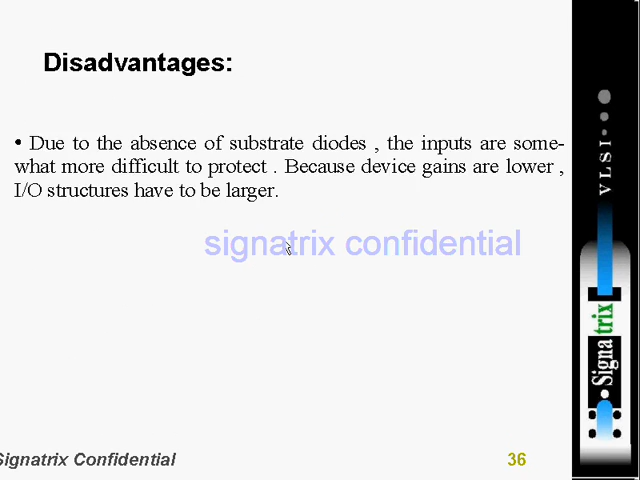 Disadvantages:
• Due to the absence of substrate diodes , the inputs are some-
what more difficult to protect . Because device gains are lower ,
I/O structures have to be larger.
signatrix confidential
VLSI
Signatrix
Signatrix Confidential
36